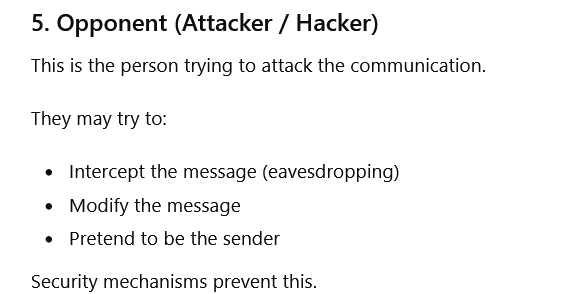 5. Opponent (Attacker / Hacker)
This is the person trying to attack the communication.
They may try to:
• Intercept the message (eavesdropping)
• Modify the message
• Pretend to be the sender
Security mechanisms prevent this.